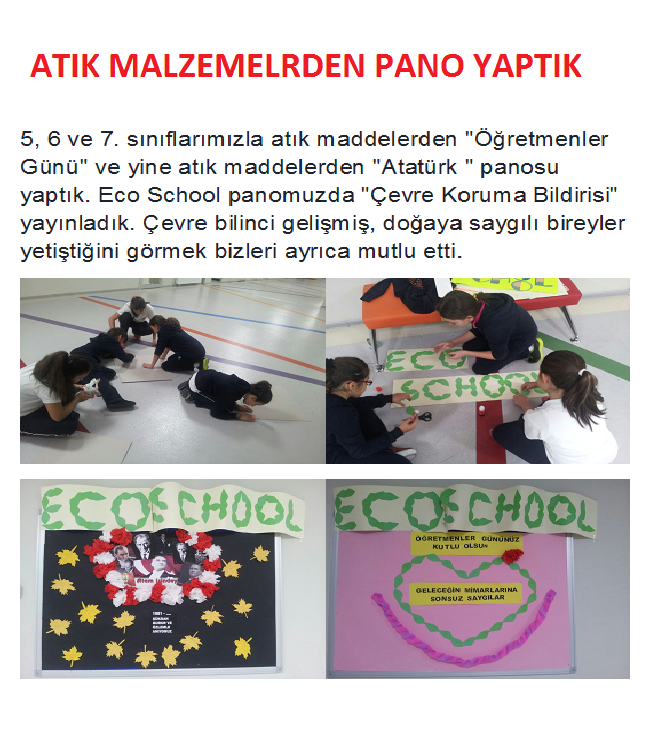 ATIK MALZEMELRDEN PANO YAPTIK
5, 6 ve 7. sınıflarımızla atık maddelerden "Öğretmenler
Günü" ve yine atık maddelerden "Atatürk " panosu
yaptık. Eco School panomuzda "Çevre Koruma Bildirisi"
yayınladık. Çevre bilinci gelişmiş, doğaya saygılı bireyler
yetiştiğini görmek bizleri ayrıca mutlu etti.
ECO
SCHOOL
ECO SCHOOL
1881 - ....
ECO SCHOOL
ÖĞRETMENLER GÜNÜNÜZ
KUTLU OLSUN
GELECEĞİN MİMARLARINA
SONSUZ SAYGILAR